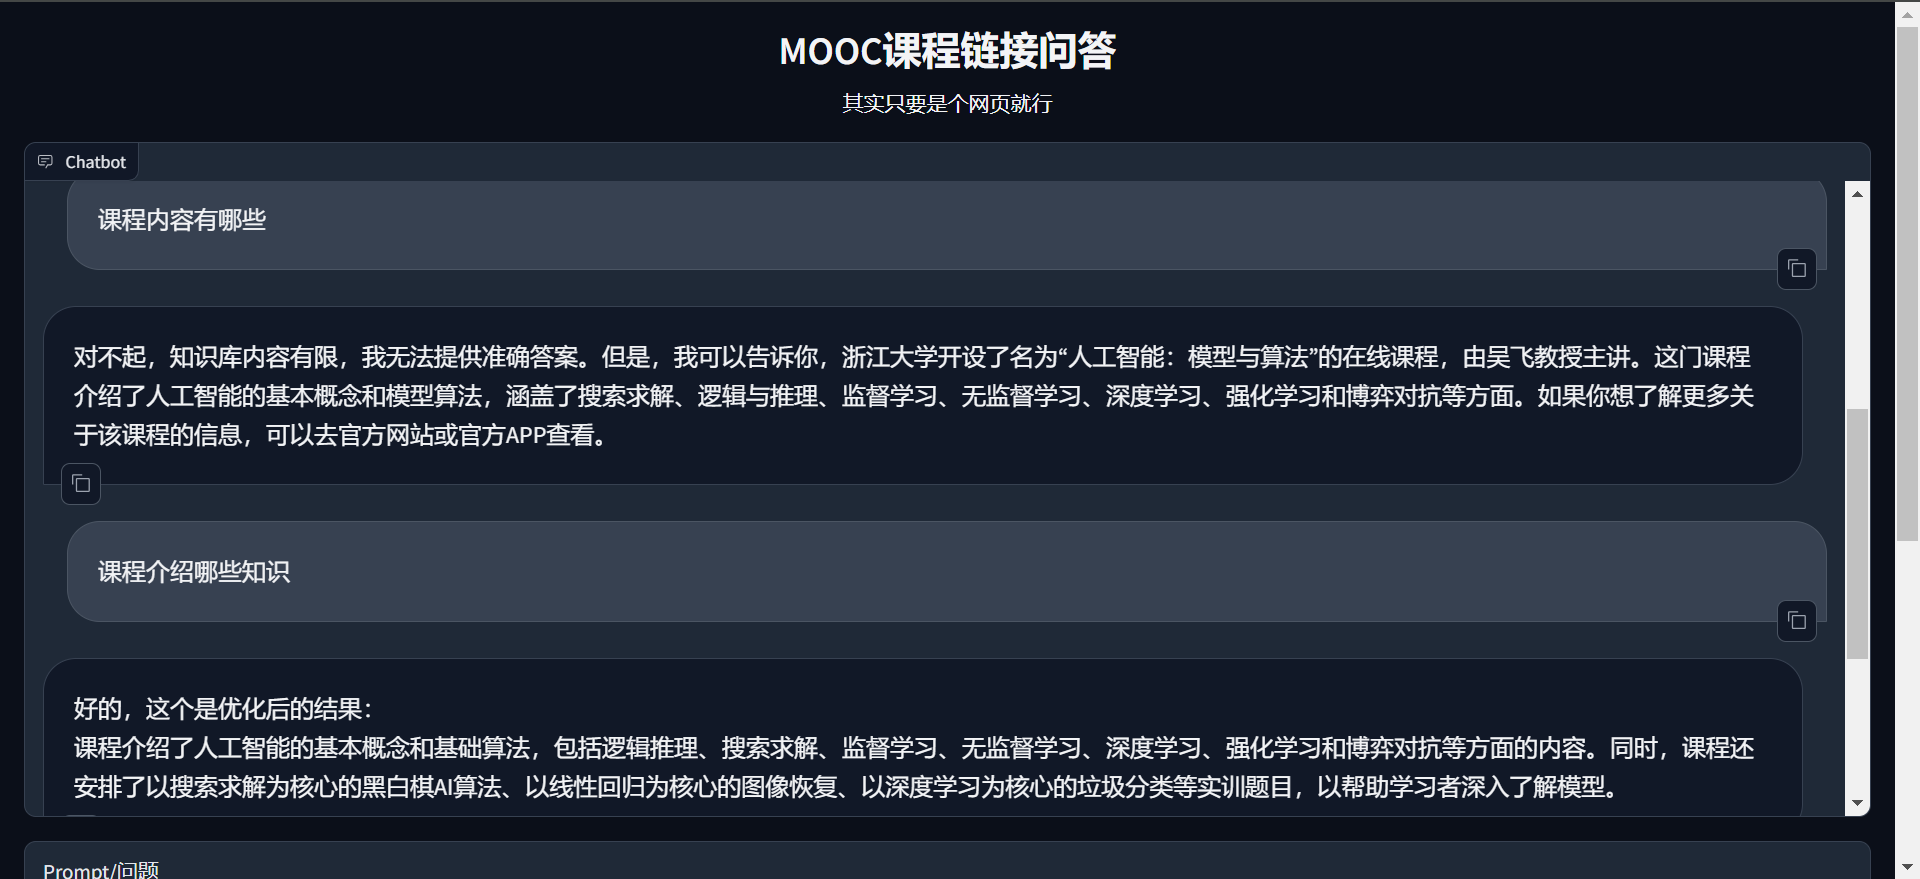 MOOC课程链接问答
其实只要是个网页就行
Chatbot
课程内容有哪些
对不起，知识库内容有限，我无法提供准确答案。但是，我可以告诉你，浙江大学开设了名为“人工智能：模型与算法”的在线课程，由吴飞教授主讲。这门课程
介绍了人工智能的基本概念和模型算法，涵盖了搜索求解、逻辑与推理、监督学习、无监督学习、深度学习、强化学习和博弈对抗等方面。如果你想了解更多关
于该课程的信息，可以去官方网站或官方APP查看。
课程介绍哪些知识
好的，这个是优化后的结果：
课程介绍了人工智能的基本概念和基础算法，包括逻辑推理、搜索求解、监督学习、无监督学习、深度学习、强化学习和博弈对抗等方面的内容。同时，课程还
安排了以搜索求解为核心的黑白棋AI算法、以线性回归为核心的图像恢复、以深度学习为核心的垃圾分类等实训题目，以帮助学习者深入了解模型。
Prompt/问题